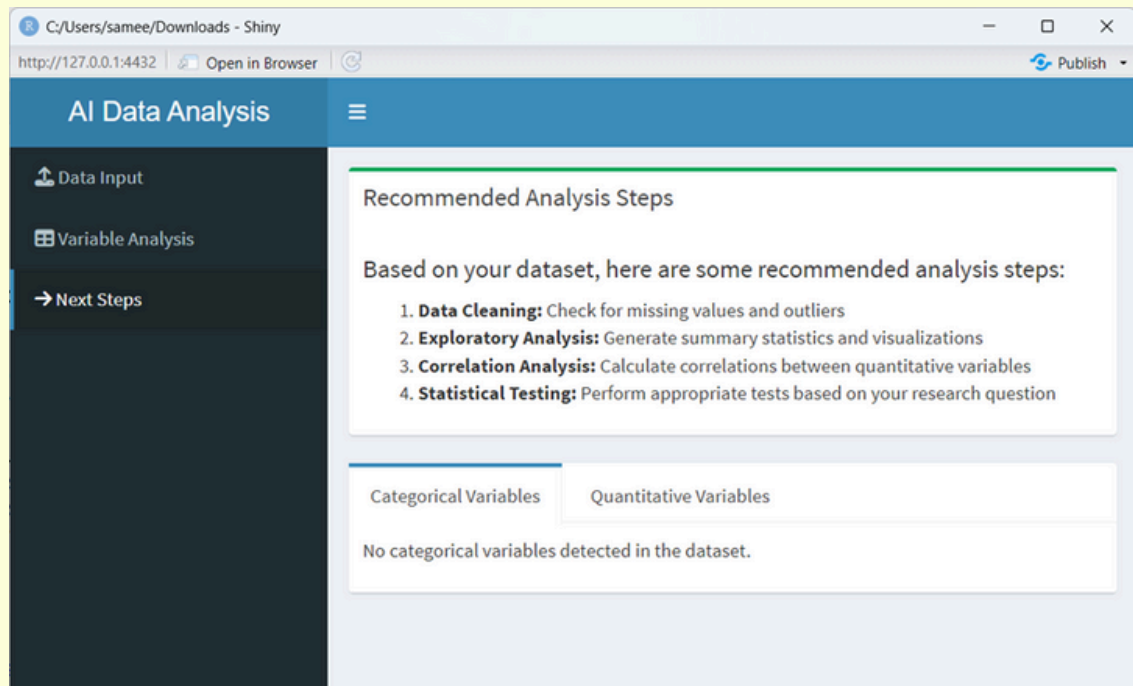 C:/Users/samee/Downloads - Shiny
http://127.0.0.1:4432 Open in Browser Publish
AI Data Analysis
Data Input
Variable Analysis
Next Steps
Recommended Analysis Steps
Based on your dataset, here are some recommended analysis steps:
1. Data Cleaning: Check for missing values and outliers
2. Exploratory Analysis: Generate summary statistics and visualizations
3. Correlation Analysis: Calculate correlations between quantitative variables
4. Statistical Testing: Perform appropriate tests based on your research question
Categorical Variables Quantitative Variables
No categorical variables detected in the dataset.